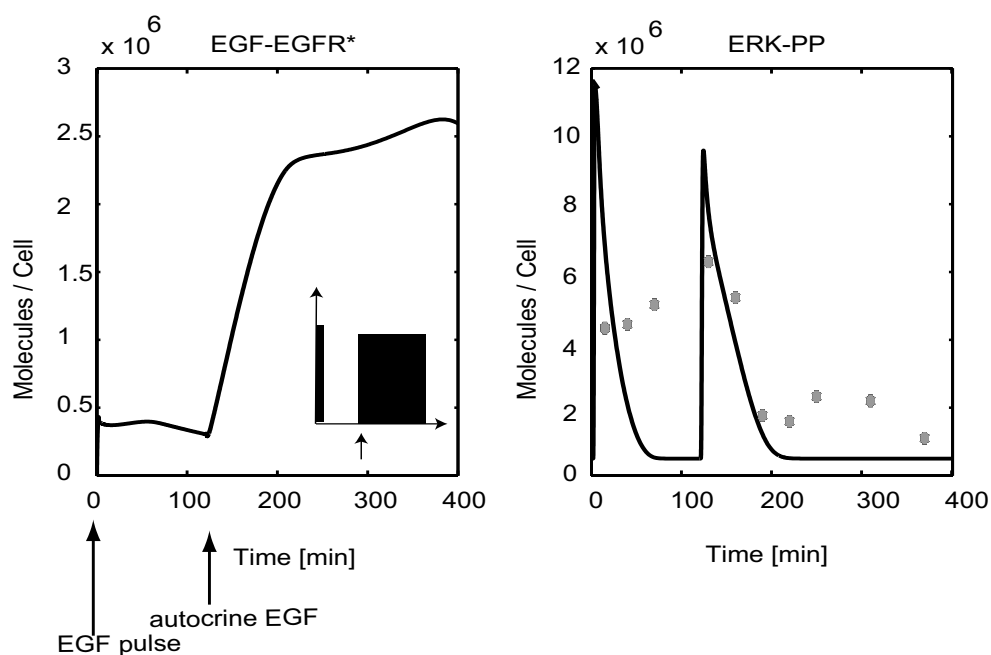 x 10 6
EGF-EGFR*
3
2.5
2
1.5
1
0.5
0
Molecules / Cell
0 100 200 300 400
Time [min]
EGF pulse
autocrine EGF
x 10 6
ERK-PP
12
10
8
6
4
2
0
Molecules / Cell
0 100 200 300 400
Time [min]